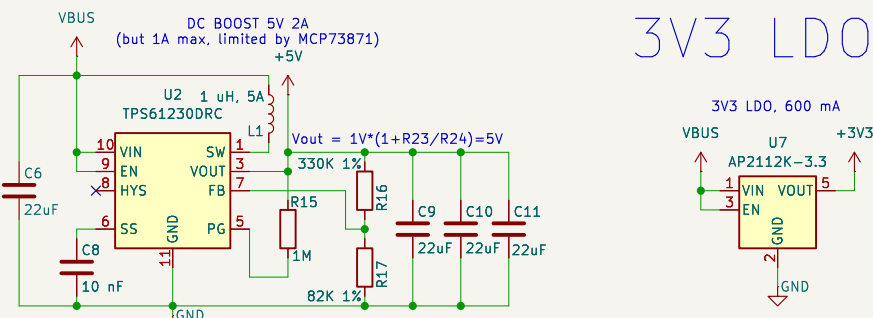 DC BOOST 5V 2A
(but 1A max, limited by MCP73871)
VBUS
+5V
U2
TPS61230DRC
1 uH, 5A
L1
Vout = 1V*(1+R23/R24)=5V
10 VIN
9 EN
8 HYS
6 SS
GND
11
SW 1
VOUT 3
FB 7
PG 5
C6
22uF
C8
10 nF
GND
R15
1M
330K 1%
R16
82K 1%
R17
C9
22uF
C10
22uF
C11
22uF
3V3 LDO
3V3 LDO, 600 mA
VBUS
+3V3
U7
AP2112K-3.3
1 VIN
3 EN
VOUT 5
GND
2
GND